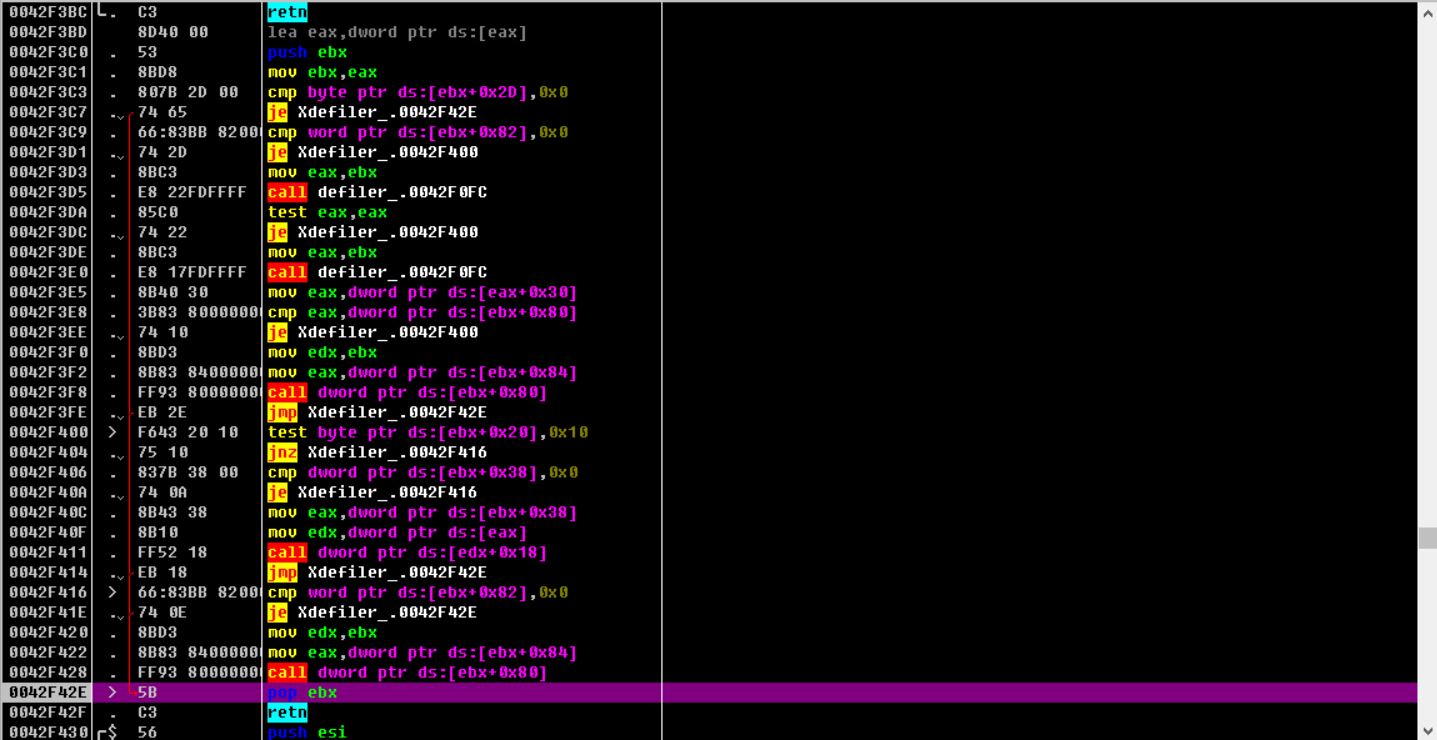 0042F3BC . C3 retn
0042F3BD 8D40 00 lea eax,dword ptr ds:[eax]
0042F3C0 . 53 push ebx
0042F3C1 . 8BD8 mov ebx,eax
0042F3C3 . 807B 2D 00 cmp byte ptr ds:[ebx+0x2D],0x0
0042F3C7 . 74 65 je Xdefiler_.0042F42E
0042F3C9 . 66:83BB 8200 cmp word ptr ds:[ebx+0x82],0x0
0042F3D1 . 74 2D je Xdefiler_.0042F400
0042F3D3 . 8BC3 mov eax,ebx
0042F3D5 . E8 22FDFFFF call defiler_.0042F0FC
0042F3DA . 85C0 test eax,eax
0042F3DC . 74 22 je Xdefiler_.0042F400
0042F3DE . 8BC3 mov eax,ebx
0042F3E0 . E8 17FDFFFF call defiler_.0042F0FC
0042F3E5 . 8B40 30 mov eax,dword ptr ds:[eax+0x30]
0042F3E8 . 3B83 80000000 cmp eax,dword ptr ds:[ebx+0x80]
0042F3EE . 74 10 je Xdefiler_.0042F400
0042F3F0 . 8BD3 mov edx,ebx
0042F3F2 . 8B83 84000000 mov eax,dword ptr ds:[ebx+0x84]
0042F3F8 . FF93 80000000 call dword ptr ds:[ebx+0x80]
0042F3FE . EB 2E jmp Xdefiler_.0042F42E
0042F400 > F643 20 10 test byte ptr ds:[ebx+0x20],0x10
0042F404 . 75 10 jnz Xdefiler_.0042F416
0042F406 . 837B 38 00 cmp dword ptr ds:[ebx+0x38],0x0
0042F40A . 74 0A je Xdefiler_.0042F416
0042F40C . 8B43 38 mov eax,dword ptr ds:[ebx+0x38]
0042F40F . 8B10 mov edx,dword ptr ds:[eax]
0042F411 . FF52 18 call dword ptr ds:[edx+0x18]
0042F414 . EB 18 jmp Xdefiler_.0042F42E
0042F416 > 66:83BB 8200 cmp word ptr ds:[ebx+0x82],0x0
0042F41E . 74 0E je Xdefiler_.0042F42E
0042F420 . 8BD3 mov edx,ebx
0042F422 . 8B83 84000000 mov eax,dword ptr ds:[ebx+0x84]
0042F428 . FF93 80000000 call dword ptr ds:[ebx+0x80]
0042F42E > 5B pop ebx
0042F42F . C3 retn
0042F430 $ 56 push esi